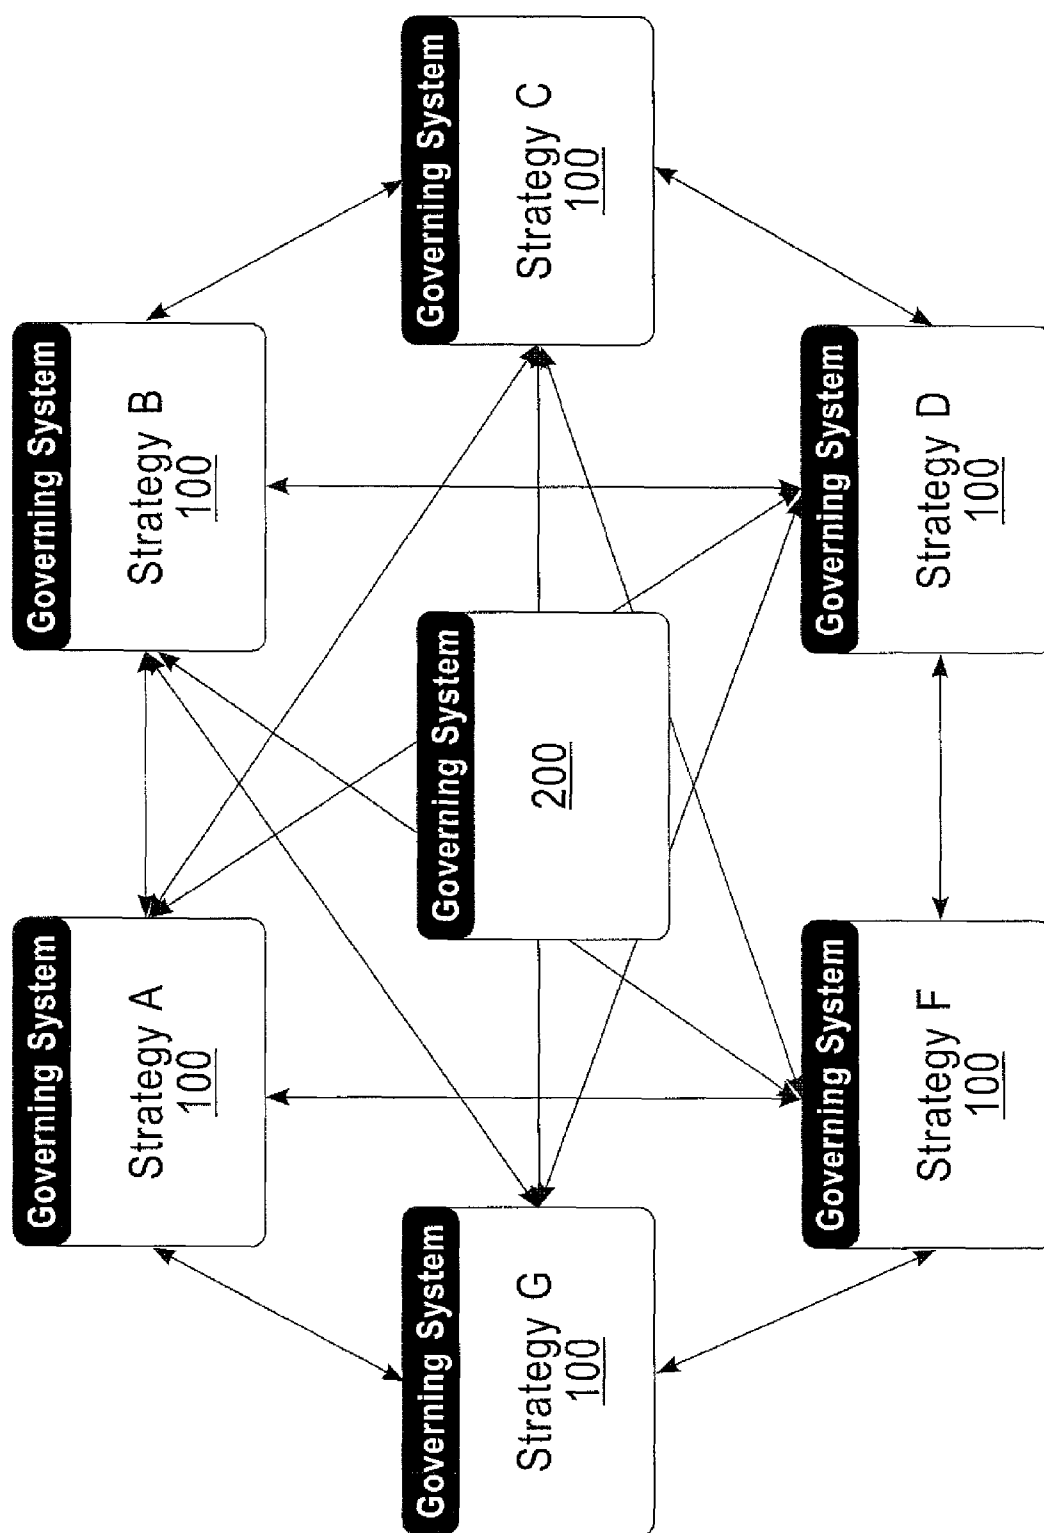 Governing System
Strategy A
100
Governing System
Strategy B
100
Governing System
Strategy G
100
Governing System
200
Governing System
Strategy C
100
Governing System
Strategy F
100
Governing System
Strategy D
100